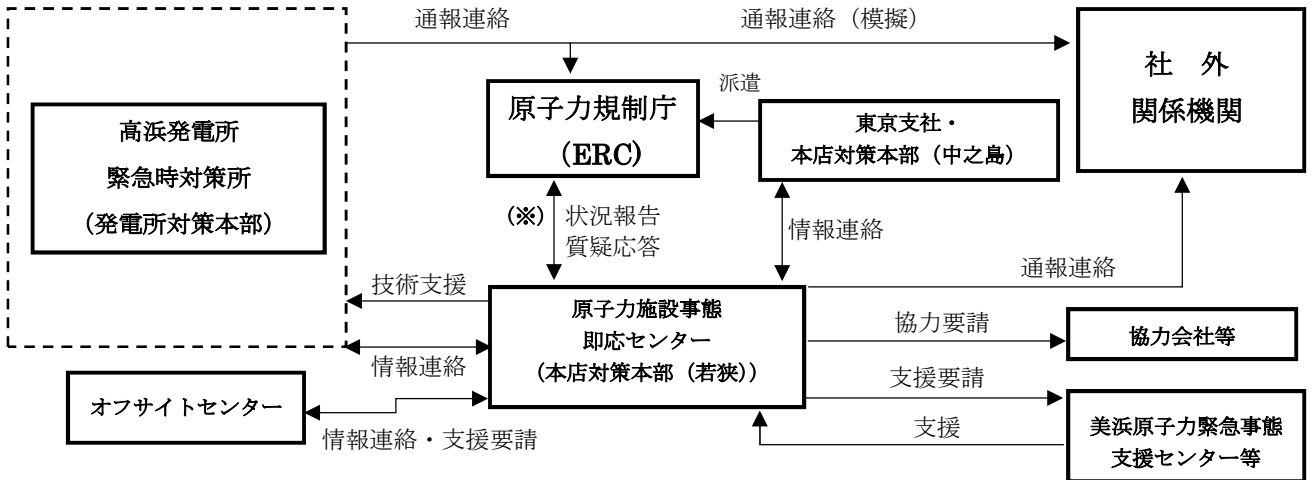 通報連絡
通報連絡（模擬）
社　外
関係機関
高浜発電所
緊急時対策所
（発電所対策本部）
原子力規制庁
（ERC）
派遣
東京支社・
本店対策本部（中之島）
（※）
状況報告
質疑応答
情報連絡
通報連絡
技術支援
原子力施設事態
即応センター
（本店対策本部（若狭））
協力要請
協力会社等
情報連絡
支援要請
オフサイトセンター
情報連絡・支援要請
支援
美浜原子力緊急事態
支援センター等